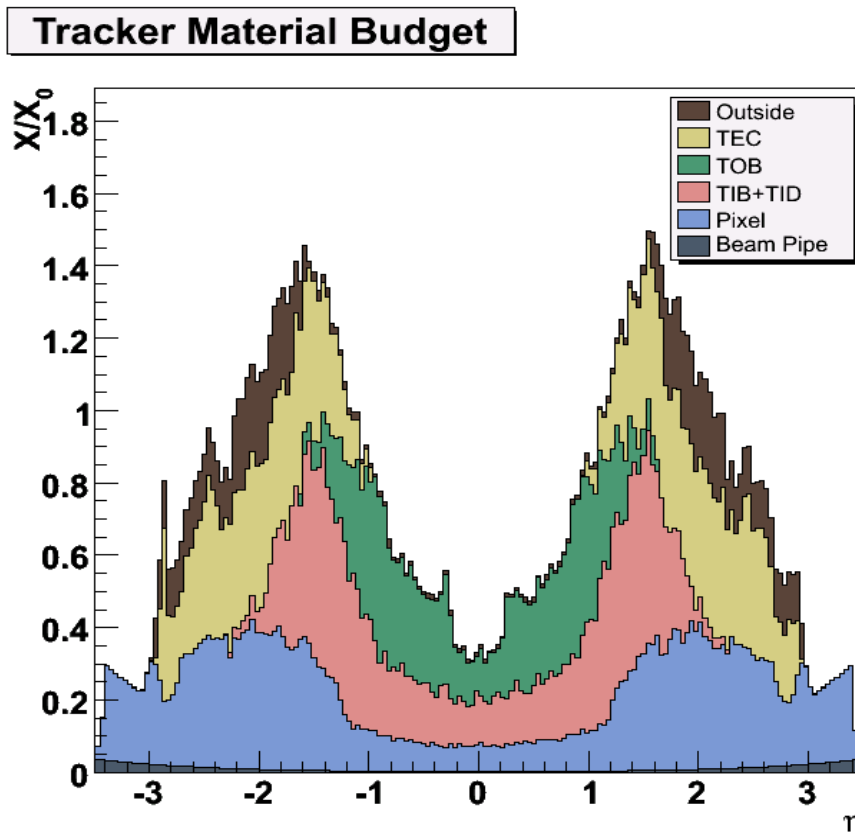 Tracker Material Budget
X/X0
Outside
TEC
TOB
TIB+TID
Pixel
Beam Pipe
1.8
1.6
1.4
1.2
1
0.8
0.6
0.4
0.2
0
-3 -2 -1 0 1 2 3
η